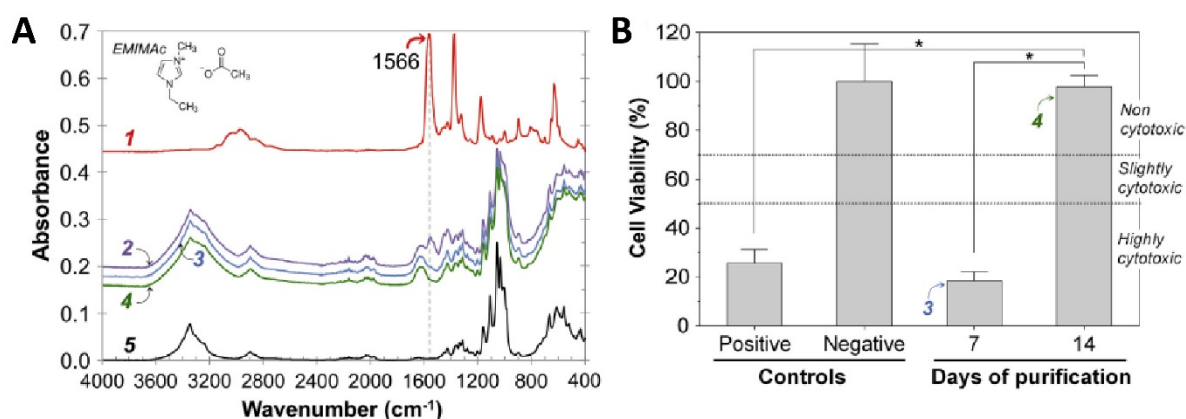 A
0.7
0.6
0.5
0.4
0.3
0.2
0.1
0.0
Absorbance
EMIMAc
CH₃
N⁺
N
CH₃
O
⁻O
CH₃
1566
1
2
3
4
5
4000 3600 3200 2800 2400 2000 1600 1200 800 400
Wavenumber (cm⁻¹)
B
120
100
80
60
40
20
0
Cell Viability (%)
*
*
4
3
Non
cytotoxic
Slightly
cytotoxic
Highly
cytotoxic
Positive Negative 7 14
Controls Days of purification